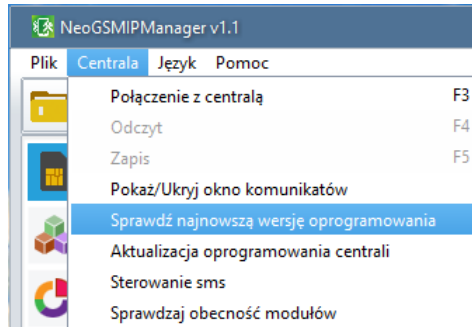 NeoGSMIPManager v1.1
Plik Centrala Język Pomoc
Połączenie z centralą F3
Odczyt F4
Zapis F5
Pokaż/Ukryj okno komunikatów
Sprawdź najnowszą wersję oprogramowania
Aktualizacja oprogramowania centrali
Sterowanie sms
Sprawdzaj obecność modułów